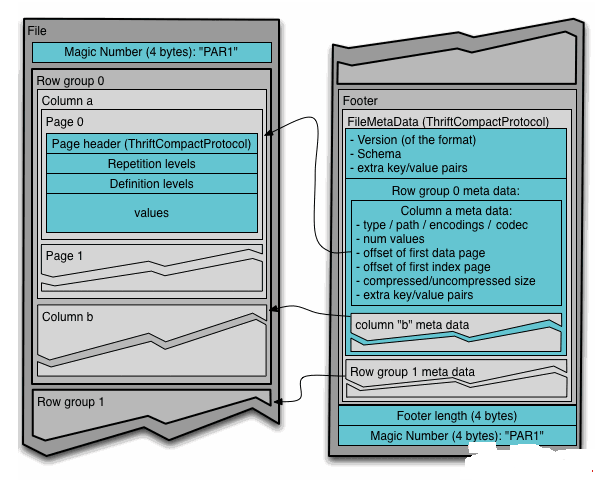 File
Magic Number (4 bytes): "PAR1"
Row group 0
Column a
Page 0
Page header (ThriftCompactProtocol)
Repetition levels
Definition levels
values
Page 1
Column b
Row group 1
Footer
FileMetaData (ThriftCompactProtocol)
- Version (of the format)
- Schema
- extra key/value pairs
Row group 0 meta data:
Column a meta data:
- type / path / encodings / codec
- num values
- offset of first data page
- offset of first index page
- compressed/uncompressed size
- extra key/value pairs
column "b" meta data
Row group 1 meta data
Footer length (4 bytes)
Magic Number (4 bytes): "PAR1"